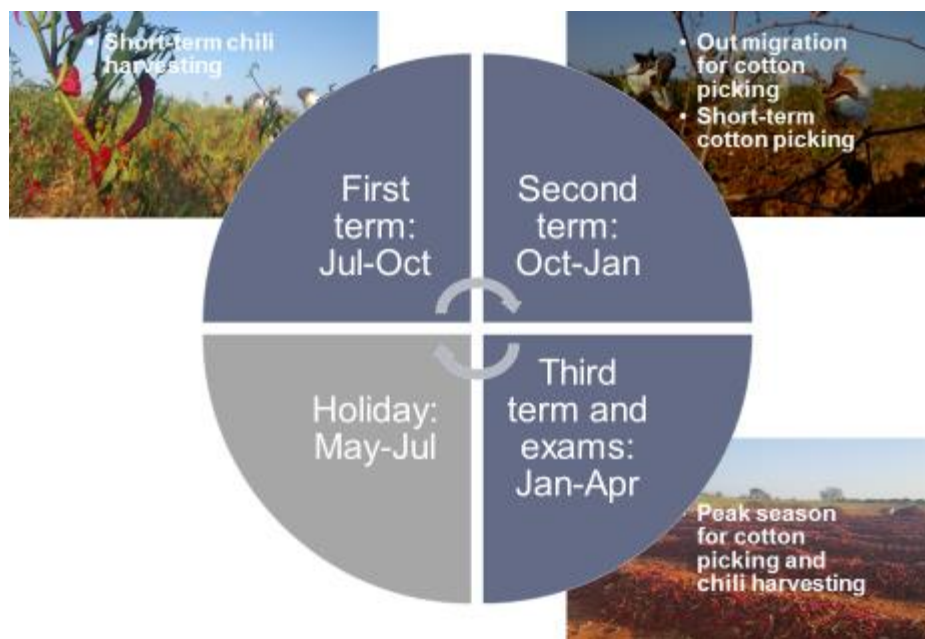 • Short-term chili
harvesting
• Out migration
for cotton
picking
• Short-term
cotton picking
First
term:
Jul-Oct
Second
term:
Oct-Jan
Holiday:
May-Jul
Third
term and
exams:
Jan-Apr
• Peak season
for cotton
picking and
chili harvesting